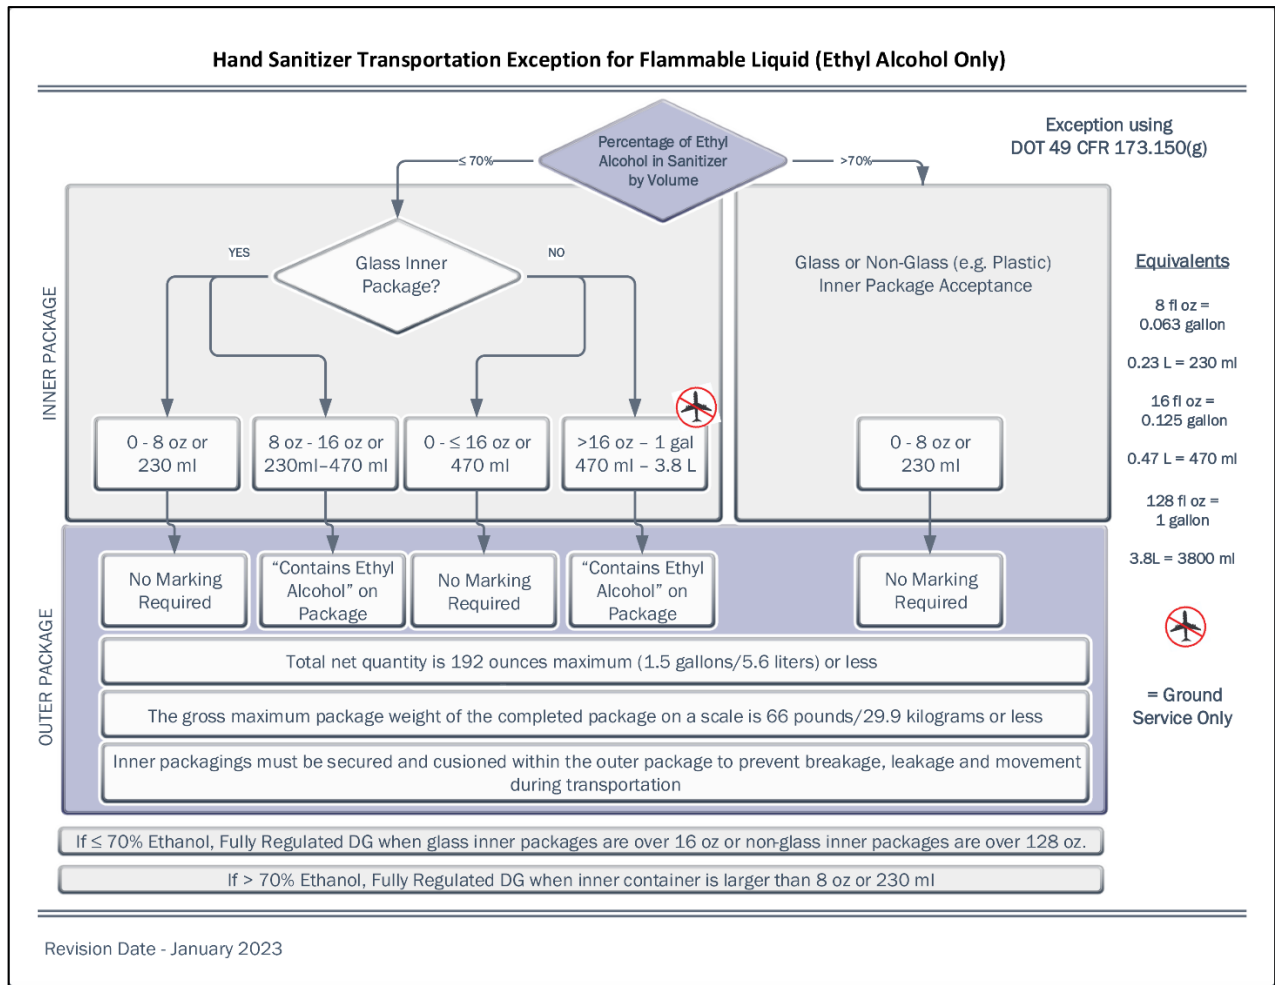 Hand Sanitizer Transportation Exception for Flammable Liquid (Ethyl Alcohol Only)
Percentage of Ethyl
Alcohol in Sanitizer
by Volume
≤ 70%
>70%
Exception using
DOT 49 CFR 173.150(g)
INNER PACKAGE
Glass Inner
Package?
YES
NO
Glass or Non-Glass (e.g. Plastic)
Inner Package Acceptance
0 - 8 oz or
230 ml
8 oz - 16 oz or
230ml–470 ml
0 - ≤ 16 oz or
470 ml
>16 oz – 1 gal
470 ml – 3.8 L
0 - 8 oz or
230 ml
Equivalents
8 fl oz =
0.063 gallon
0.23 L = 230 ml
16 fl oz =
0.125 gallon
0.47 L = 470 ml
128 fl oz =
1 gallon
3.8L = 3800 ml
= Ground
Service Only
OUTER PACKAGE
No Marking
Required
“Contains Ethyl
Alcohol” on
Package
No Marking
Required
“Contains Ethyl
Alcohol” on
Package
No Marking
Required
Total net quantity is 192 ounces maximum (1.5 gallons/5.6 liters) or less
The gross maximum package weight of the completed package on a scale is 66 pounds/29.9 kilograms or less
Inner packagings must be secured and cusioned within the outer package to prevent breakage, leakage and movement
during transportation
If ≤ 70% Ethanol, Fully Regulated DG when glass inner packages are over 16 oz or non-glass inner packages are over 128 oz.
If > 70% Ethanol, Fully Regulated DG when inner container is larger than 8 oz or 230 ml
Revision Date - January 2023